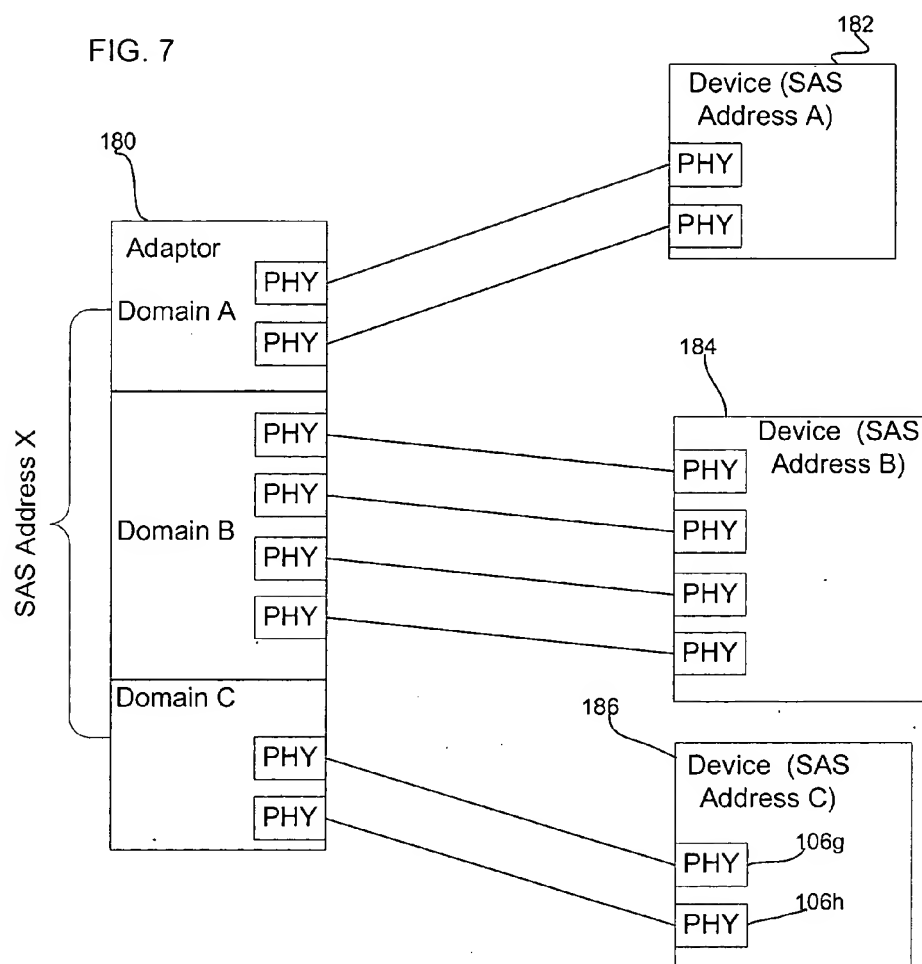 FIG. 7
182
Device (SAS
Address A)
PHY
PHY
180
Adaptor
PHY
Domain A
PHY
SAS Address X
PHY
PHY
Domain B
PHY
PHY
184
Device (SAS
Address B)
PHY
PHY
PHY
PHY
Domain C
PHY
PHY
186
Device (SAS
Address C)
PHY
106g
PHY
106h